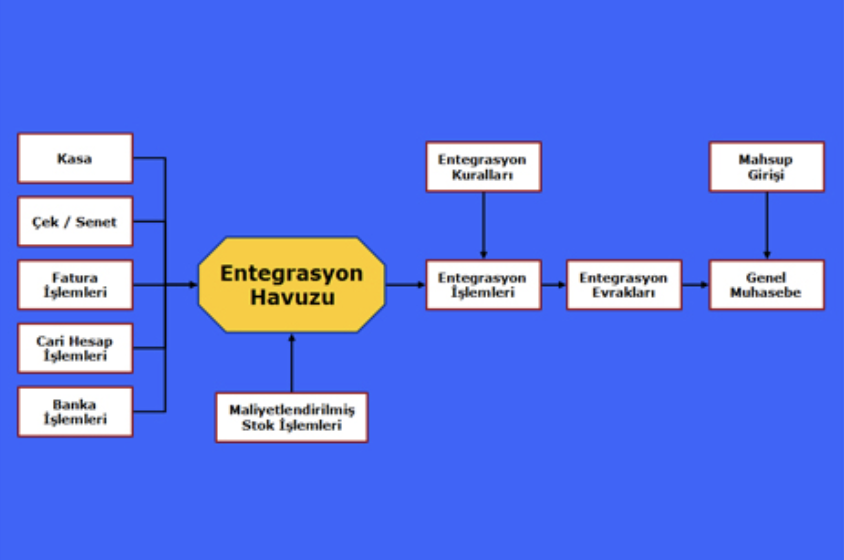 Kasa
Çek / Senet
Fatura
İşlemleri
Cari Hesap
İşlemleri
Banka
İşlemleri
Entegrasyon
Havuzu
Maliyetlendirilmiş
Stok İşlemleri
Entegrasyon
Kuralları
Entegrasyon
İşlemleri
Entegrasyon
Evrakları
Mahsup
Girişi
Genel
Muhasebe